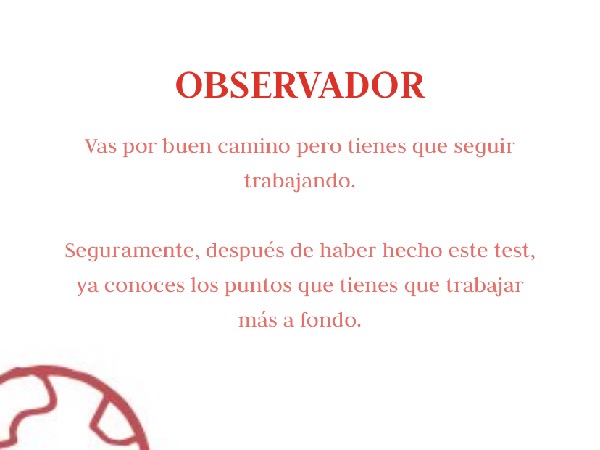 OBSERVADOR
Vas por buen camino pero tienes que seguir
trabajando.
Seguramente, después de haber hecho este test,
ya conoces los puntos que tienes que trabajar
más a fondo.